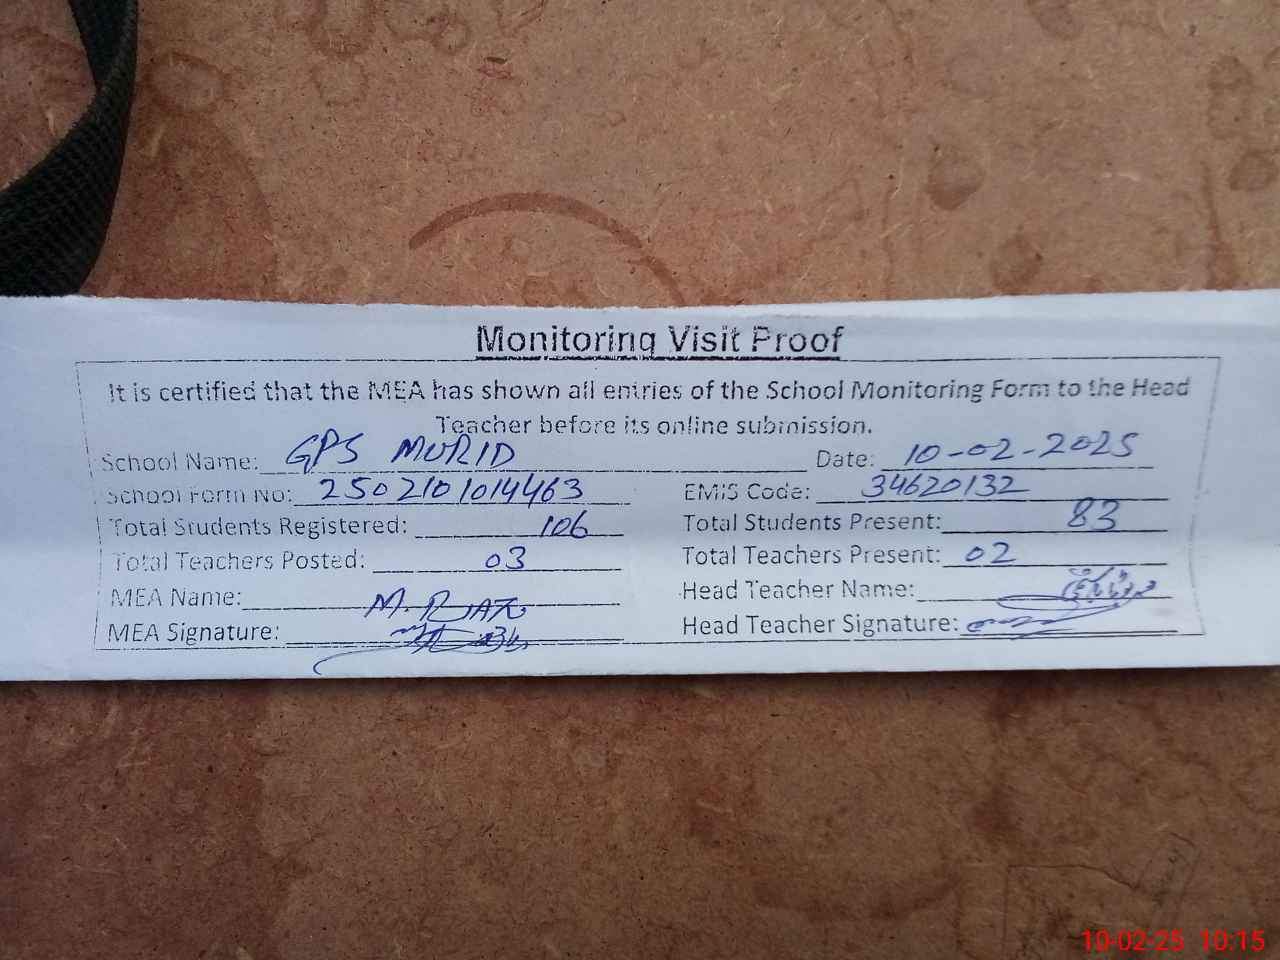 Monitoring Visit Proof
It is certified that the MEA has shown all entries of the School Monitoring Form to the Head
Teacher before its online submission.
School Name: GPS MURID Date: 10-02-2025
School Form No: 2502101014463 EMIS Code: 34620132
Total Students Registered: 106 Total Students Present: 83
Total Teachers Posted: 03 Total Teachers Present: 02
MEA Name: M. Head Teacher Name:
MEA Signature: Head Teacher Signature:
10-02-25 10:15